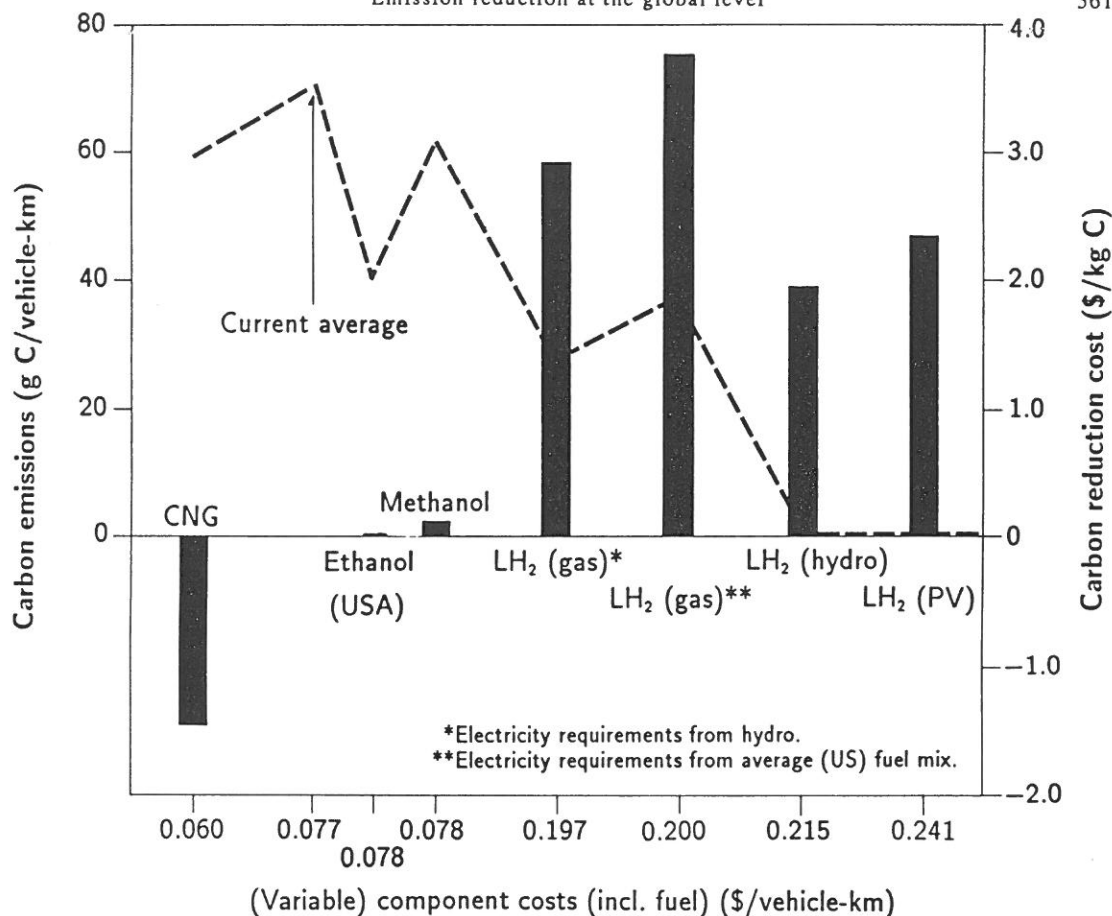 Emission reduction at the global level 561
80
60
40
20
0
4.0
3.0
2.0
1.0
0
−1.0
−2.0
Carbon emissions (g C/vehicle-km)
Carbon reduction cost ($/kg C)
Current average
CNG
Ethanol
(USA)
Methanol
LH₂ (gas)*
LH₂ (gas)**
LH₂ (hydro)
LH₂ (PV)
*Electricity requirements from hydro.
**Electricity requirements from average (US) fuel mix.
0.060 0.077 0.078 0.197 0.200 0.215 0.241
0.078
(Variable) component costs (incl. fuel) ($/vehicle-km)